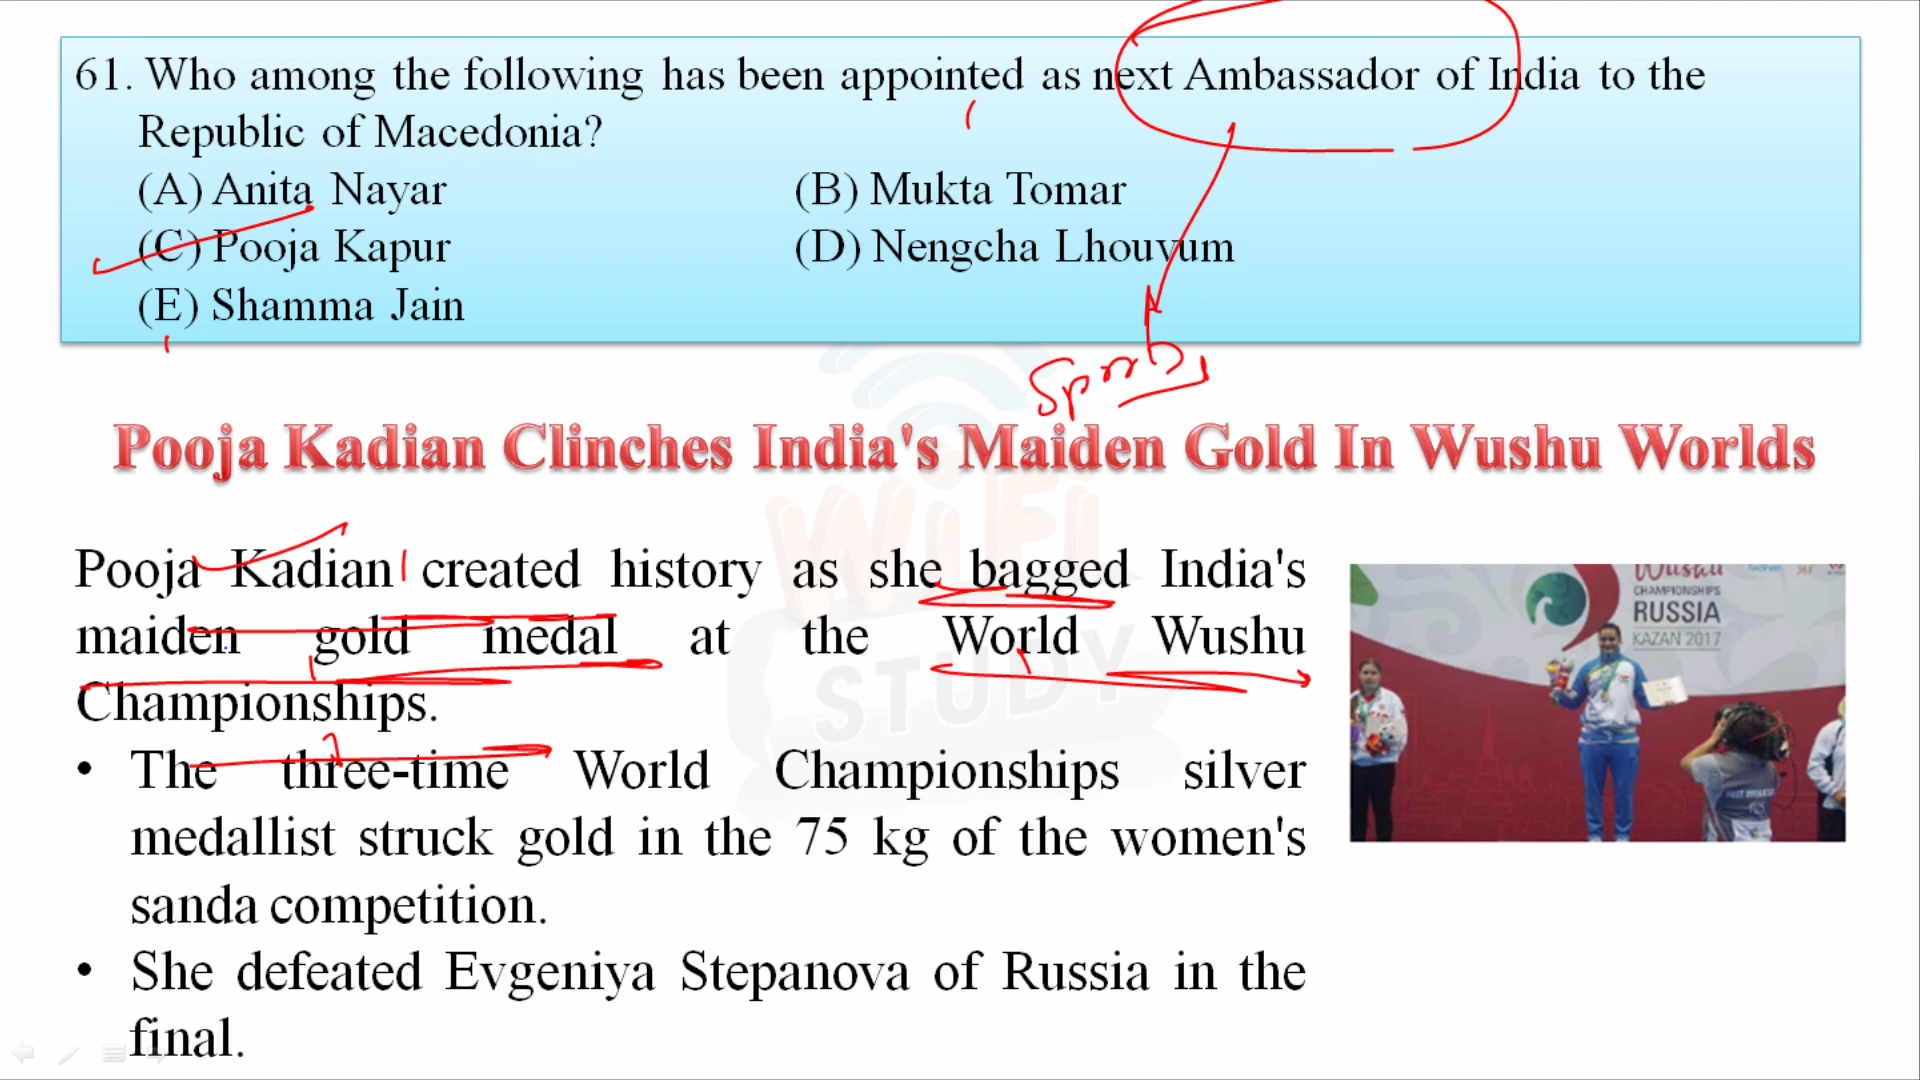 61. Who among the following has been appointed as next Ambassador of India to the
Republic of Macedonia?
(A) Anita Nayar (B) Mukta Tomar
(C) Pooja Kapur (D) Nengcha Lhouvum
(E) Shamma Jain
Pooja Kadian Clinches India's Maiden Gold In Wushu Worlds
Pooja Kadian created history as she bagged India's
maiden gold medal at the World Wushu
Championships.
• The three-time World Championships silver
medallist struck gold in the 75 kg of the women's
sanda competition.
• She defeated Evgeniya Stepanova of Russia in the
final.
WiFi
STUDY
Wushu
CHAMPIONSHIPS
RUSSIA
KAZAN 2017